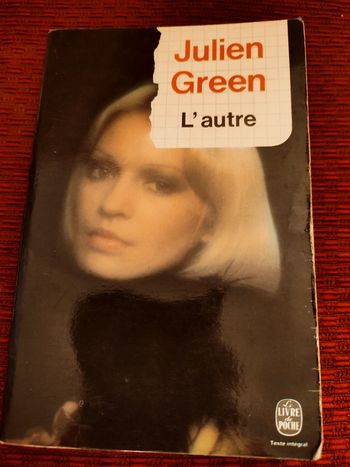 Julien
Green
L'autre
Le
LIVRE
de
POCHE
Texte intégral